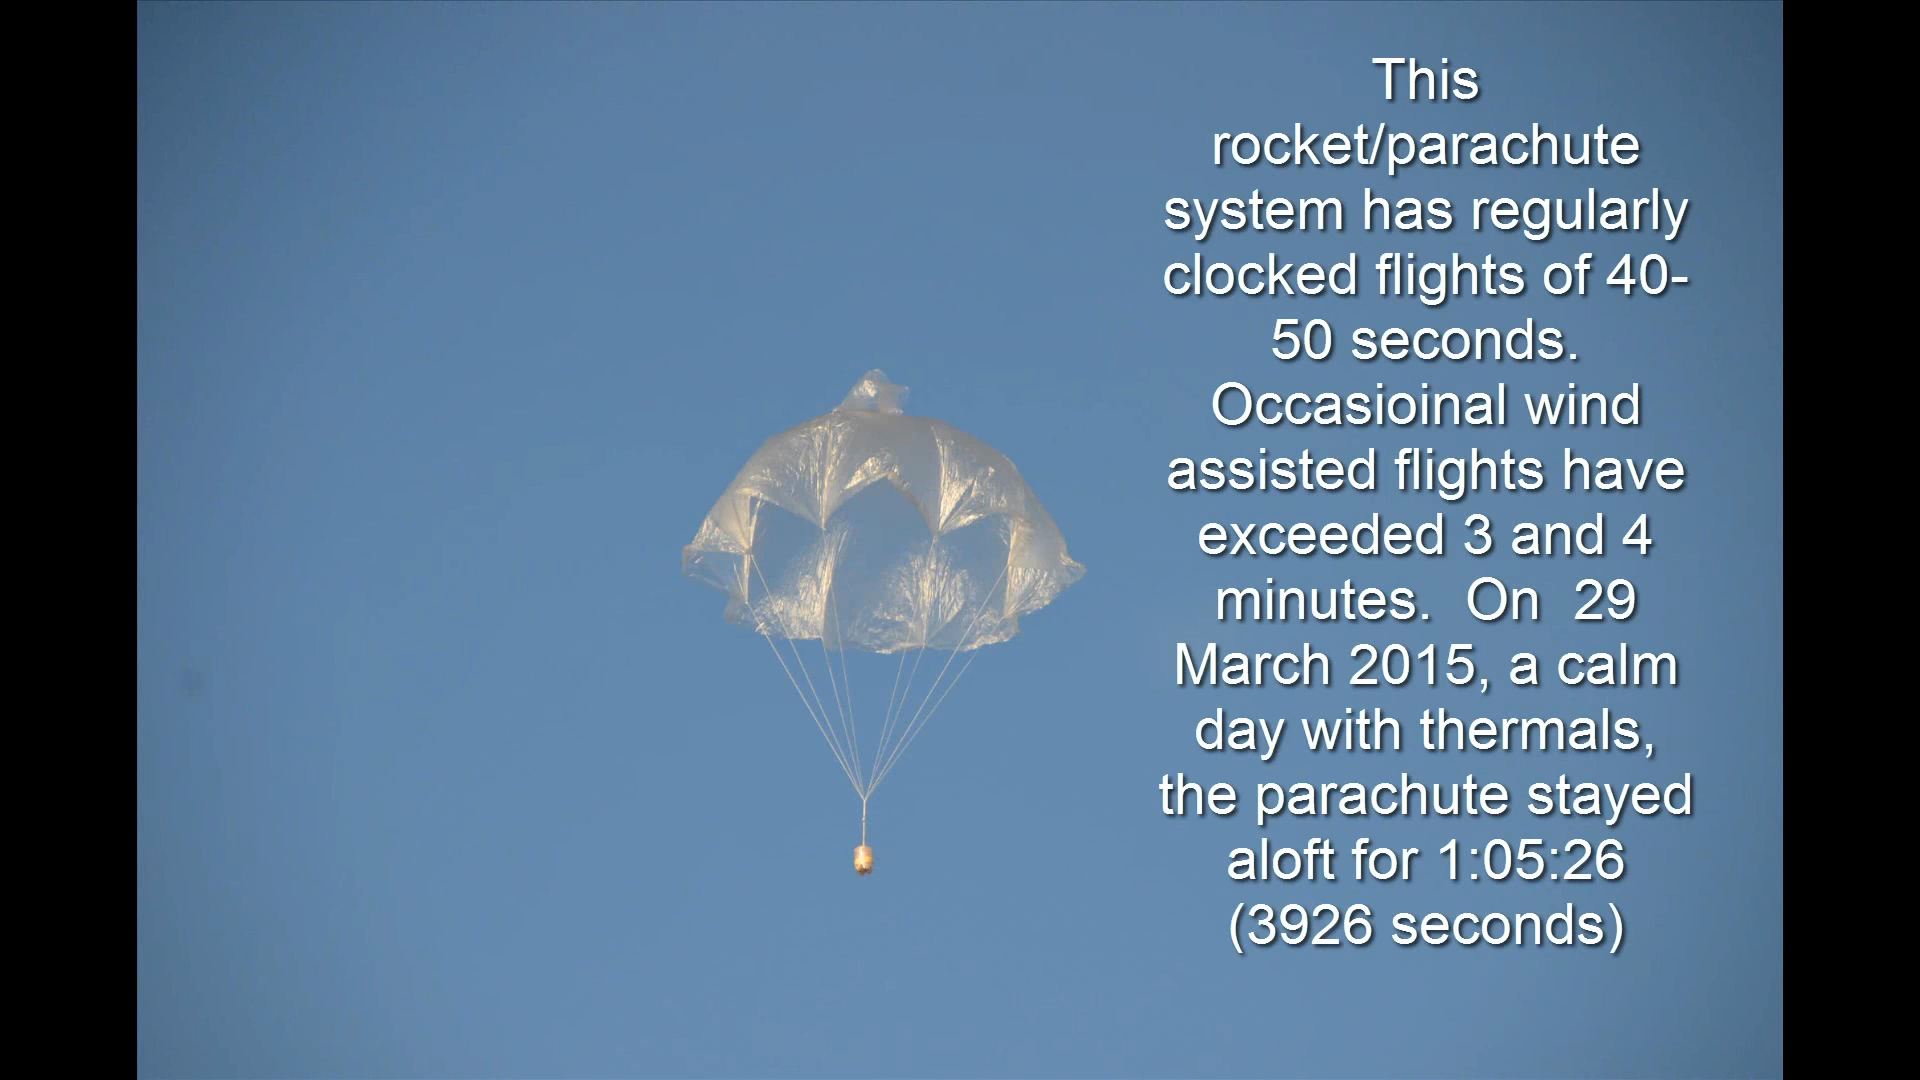 This
rocket/parachute
system has regularly
clocked flights of 40-
50 seconds.
Occasioinal wind
assisted flights have
exceeded 3 and 4
minutes.  On  29
March 2015, a calm
day with thermals,
the parachute stayed
aloft for 1:05:26
(3926 seconds)